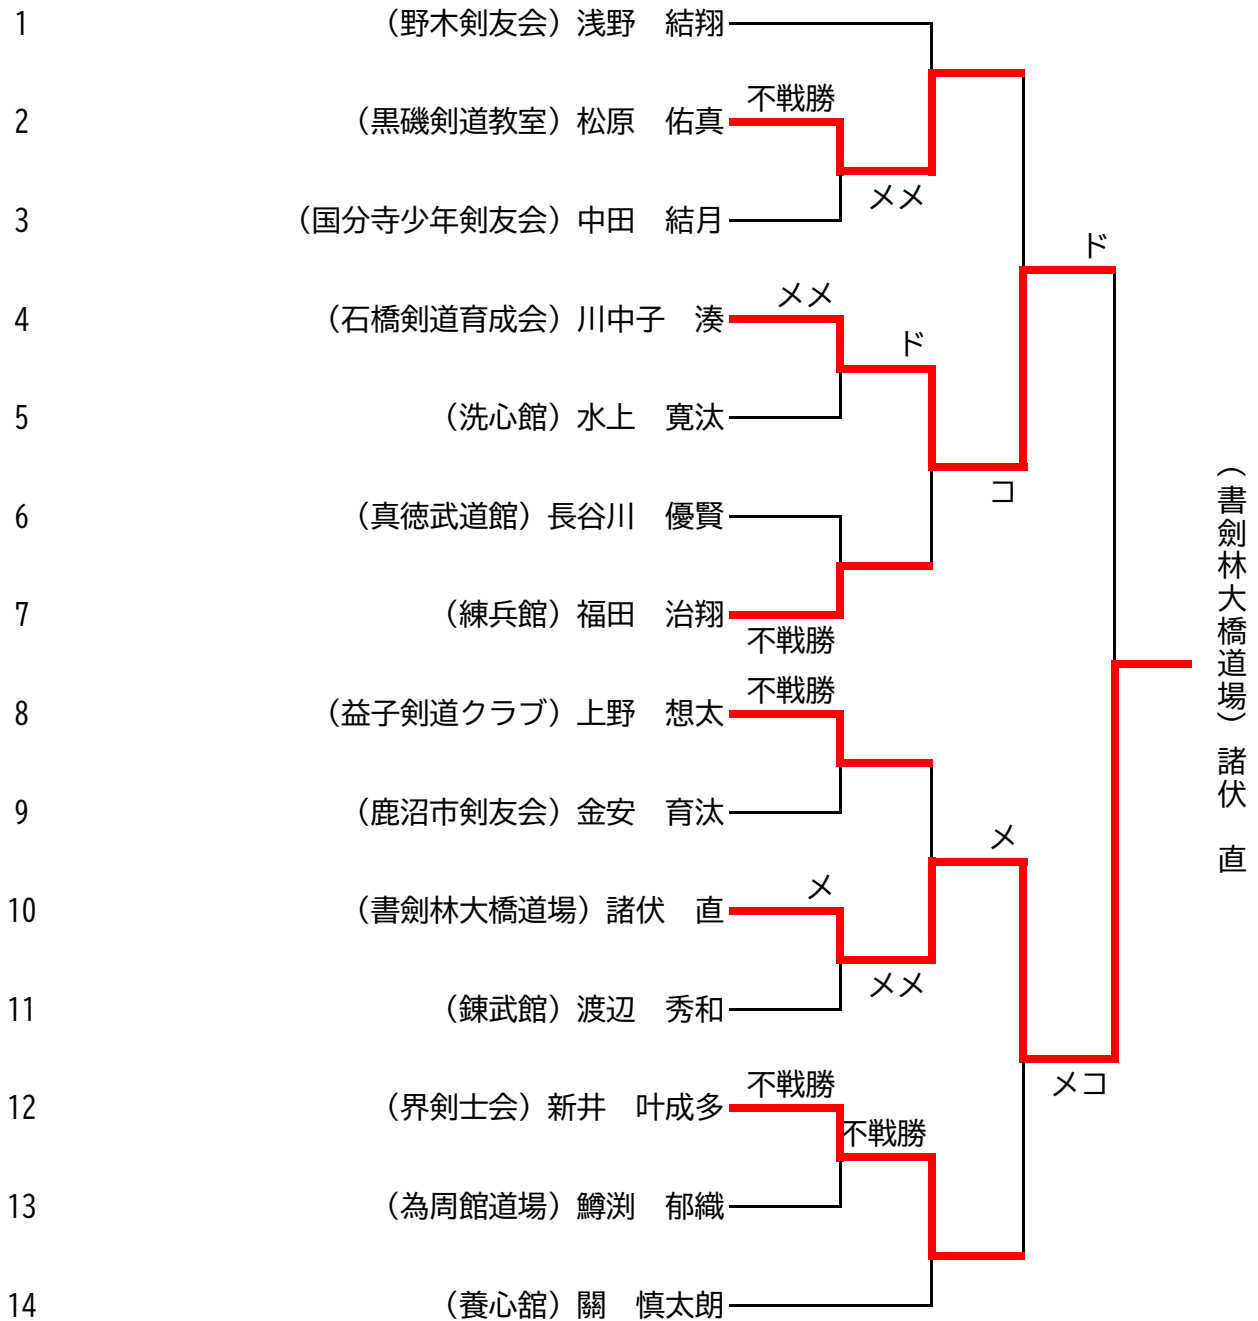 1 （野木剣友会）浅野　結翔
不戦勝
2 （黒磯剣道教室）松原　佑真
メメ
3 （国分寺少年剣友会）中田　結月
ド
メメ
4 （石橋剣道育成会）川中子　湊
ド
5 （洗心館）水上　寛汰
コ
6 （真徳武道館）長谷川　優賢
7 （練兵館）福田　治翔
不戦勝
不戦勝
8 （益子剣道クラブ）上野　想太
9 （鹿沼市剣友会）金安　育汰
メ
メ
10 （書劍林大橋道場）諸伏　直
メメ
11 （錬武館）渡辺　秀和
不戦勝
メコ
12 （界剣士会）新井　叶成多
不戦勝
13 （為周館道場）鱒渕　郁織
14 （養心舘）關　慎太朗
（書劍林大橋道場）諸伏　直